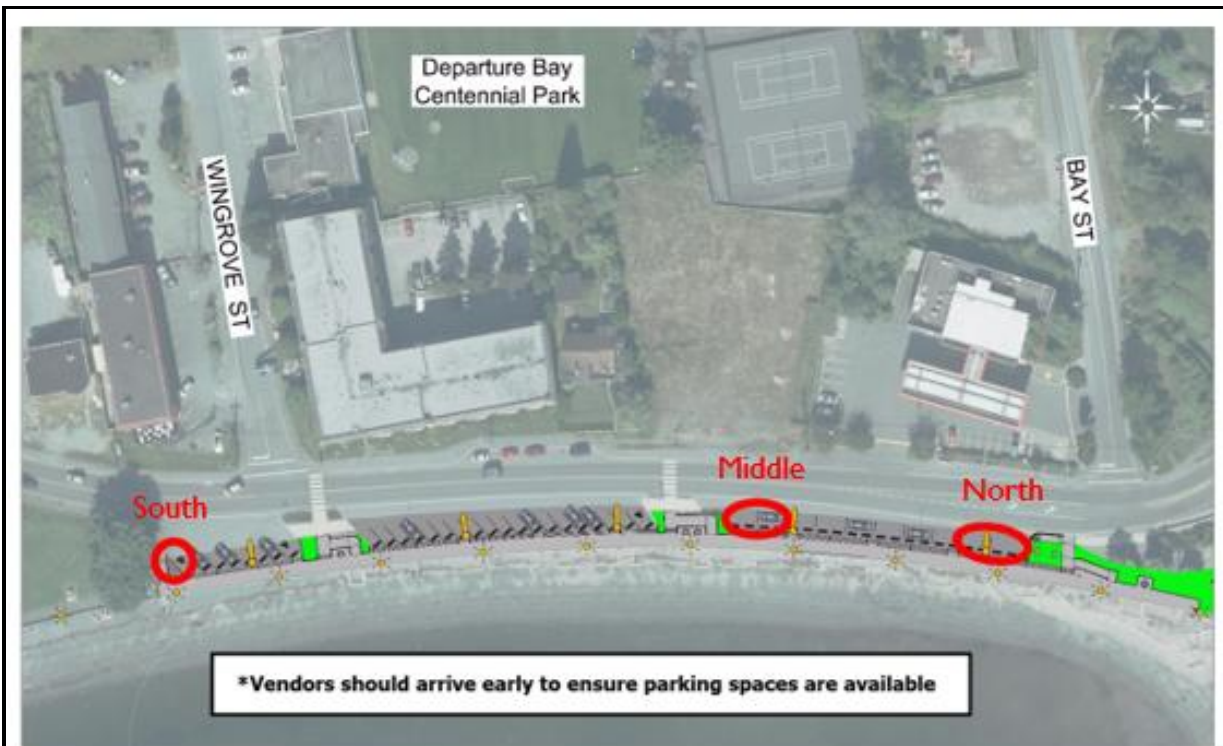 Departure Bay
Centennial Park
WINGROVE ST
BAY ST
Middle
North
South
*Vendors should arrive early to ensure parking spaces are available